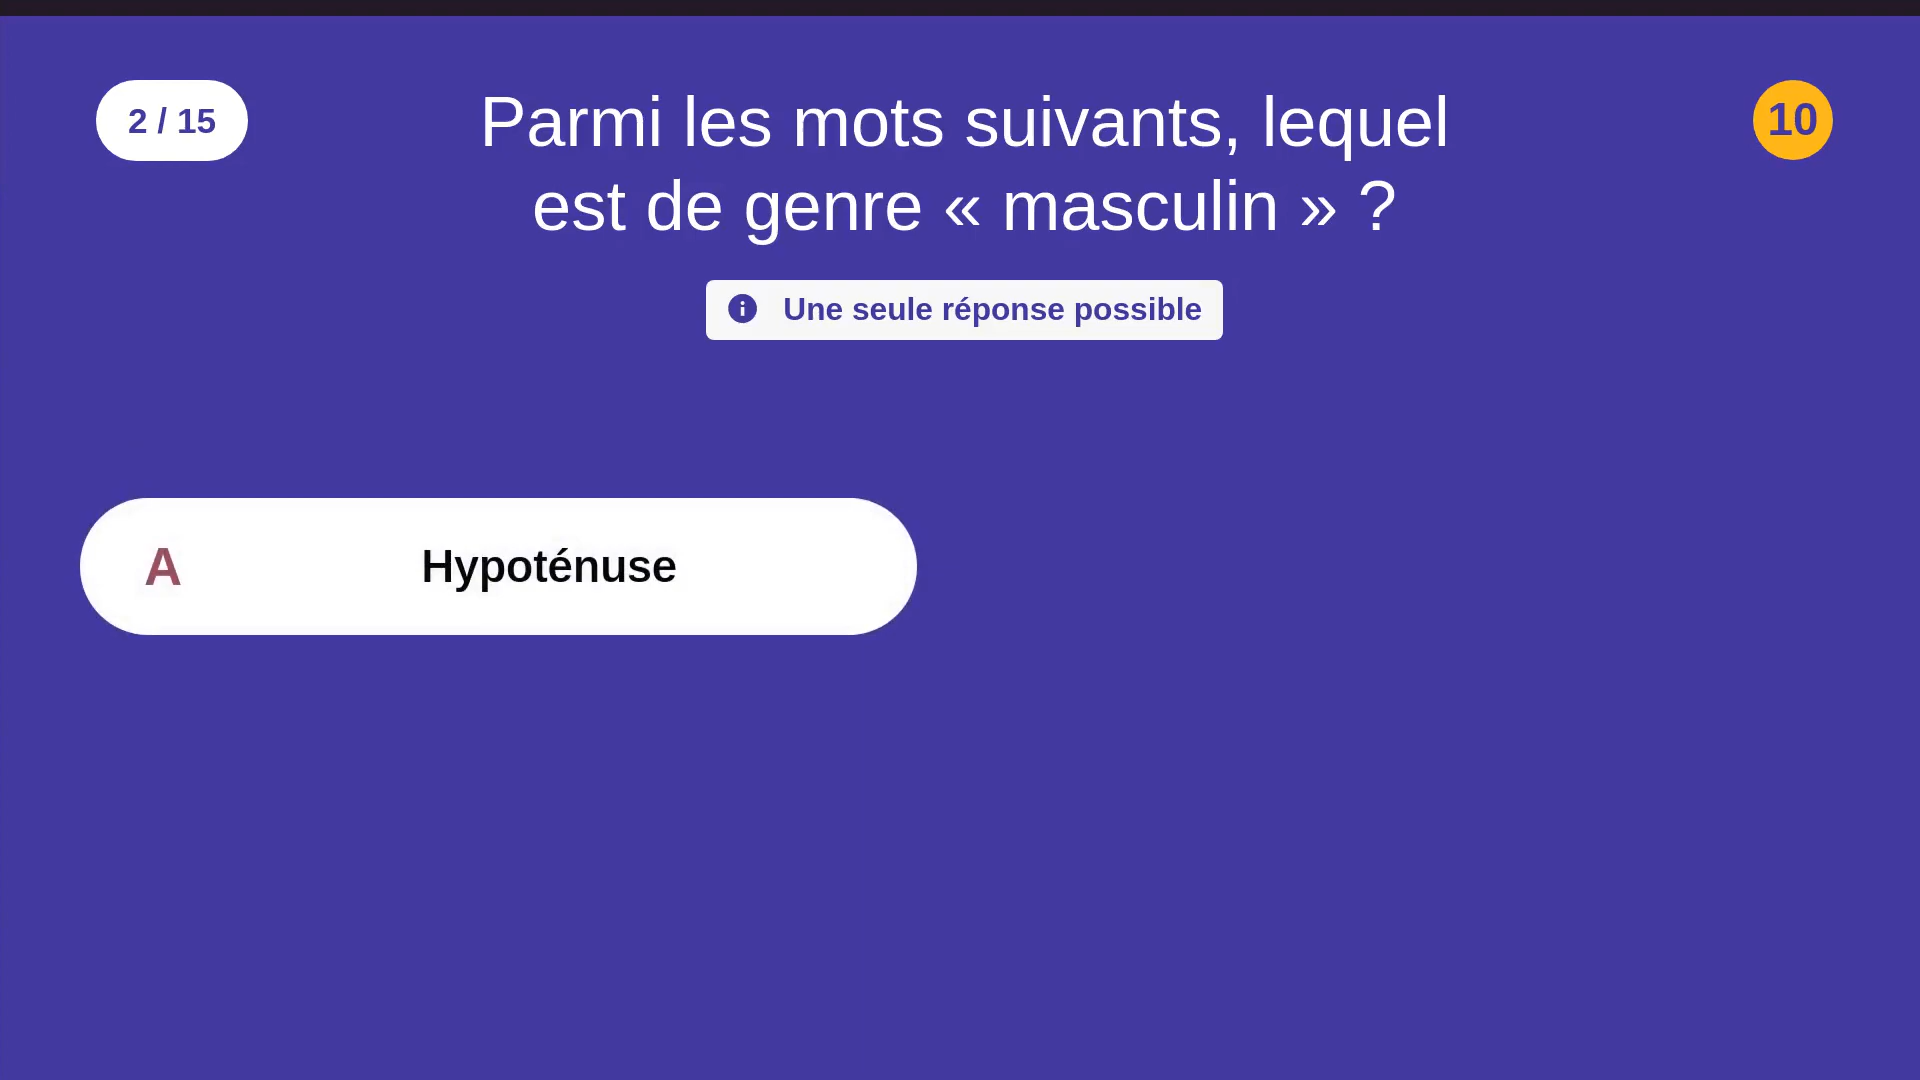 2 / 15
Parmi les mots suivants, lequel
est de genre « masculin » ?
10
Une seule réponse possible
A
Hypoténuse